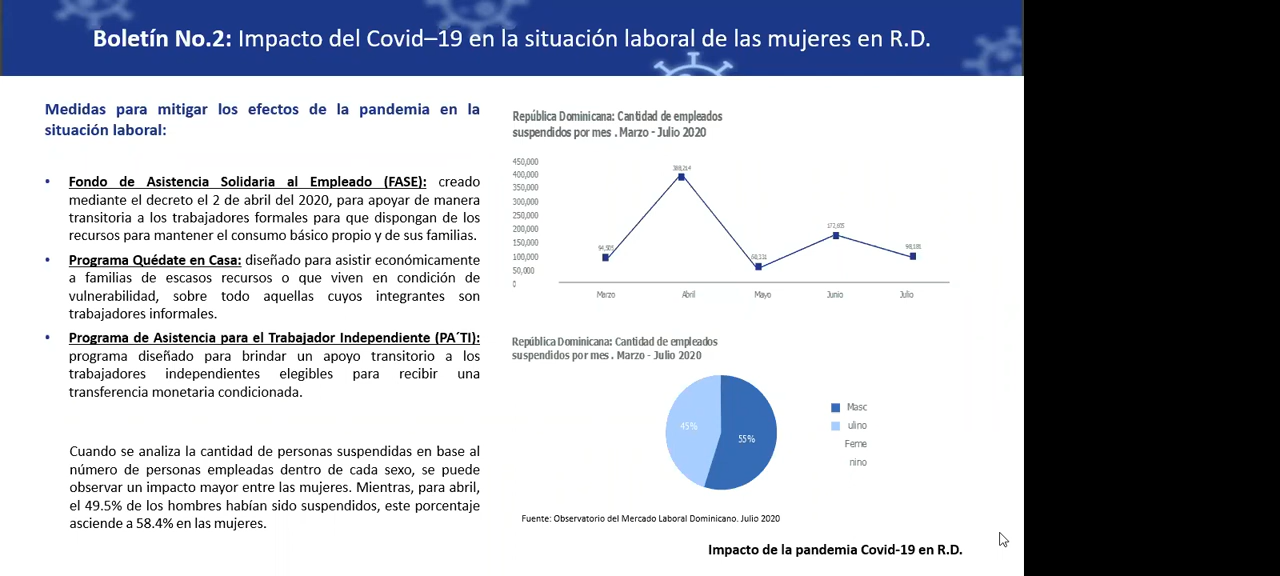 Boletín No.2: Impacto del Covid–19 en la situación laboral de las mujeres en R.D.
Medidas para mitigar los efectos de la pandemia en la
situación laboral:
• Fondo de Asistencia Solidaria al Empleado (FASE): creado
mediante el decreto el 2 de abril del 2020, para apoyar de manera
transitoria a los trabajadores formales para que dispongan de los
recursos para mantener el consumo básico propio y de sus familias.
• Programa Quédate en Casa: diseñado para asistir económicamente
a familias de escasos recursos o que viven en condición de
vulnerabilidad, sobre todo aquellas cuyos integrantes son
trabajadores informales.
• Programa de Asistencia para el Trabajador Independiente (PA´TI):
programa diseñado para brindar un apoyo transitorio a los
trabajadores independientes elegibles para recibir una
transferencia monetaria condicionada.
Cuando se analiza la cantidad de personas suspendidas en base al
número de personas empleadas dentro de cada sexo, se puede
observar un impacto mayor entre las mujeres. Mientras, para abril,
el 49.5% de los hombres habían sido suspendidos, este porcentaje
asciende a 58.4% en las mujeres.
República Dominicana: Cantidad de empleados
suspendidos por mes . Marzo - Julio 2020
450,000
400,000
350,000
300,000
250,000
200,000
150,000
100,000
50,000
0
Marzo Abril Mayo Junio Julio
República Dominicana: Cantidad de empleados
suspendidos por mes . Marzo - Julio 2020
45%
55%
Masc
ulino
Feme
nino
Fuente: Observatorio del Mercado Laboral Dominicano. Julio 2020
Impacto de la pandemia Covid-19 en R.D.